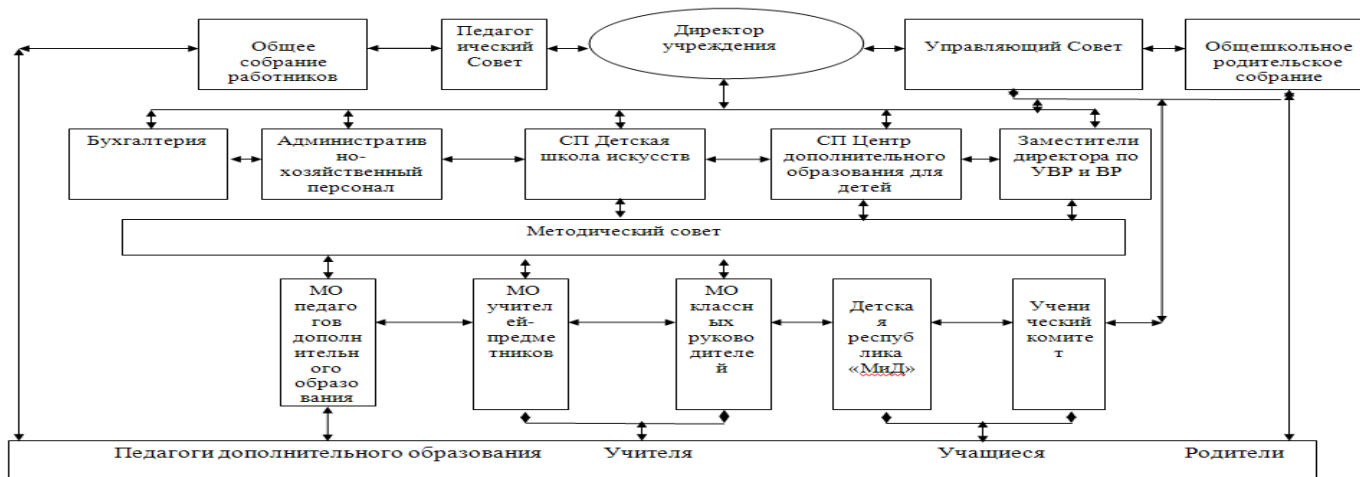 Общее
собрание
работников
Педагог
ический
Совет
Директор
учреждения
Управляющий Совет
Общешкольное
родительское
собрание
Бухгалтерия
Административ
но-
хозяйственный
персонал
СП Детская
школа искусств
СП Центр
дополнительного
образования для
детей
Заместители
директора по
УВР и ВР
Методический совет
МО
педаго
гов
дополн
ительно
го
образо
вания
МО
учител
ей-
предме
тников
МО
классн
ых
руково
дителе
й
Детска
я
респуб
лика
«МиД»
Учени
ческий
комите
т
Педагоги дополнительного образования Учителя Учащиеся Родители